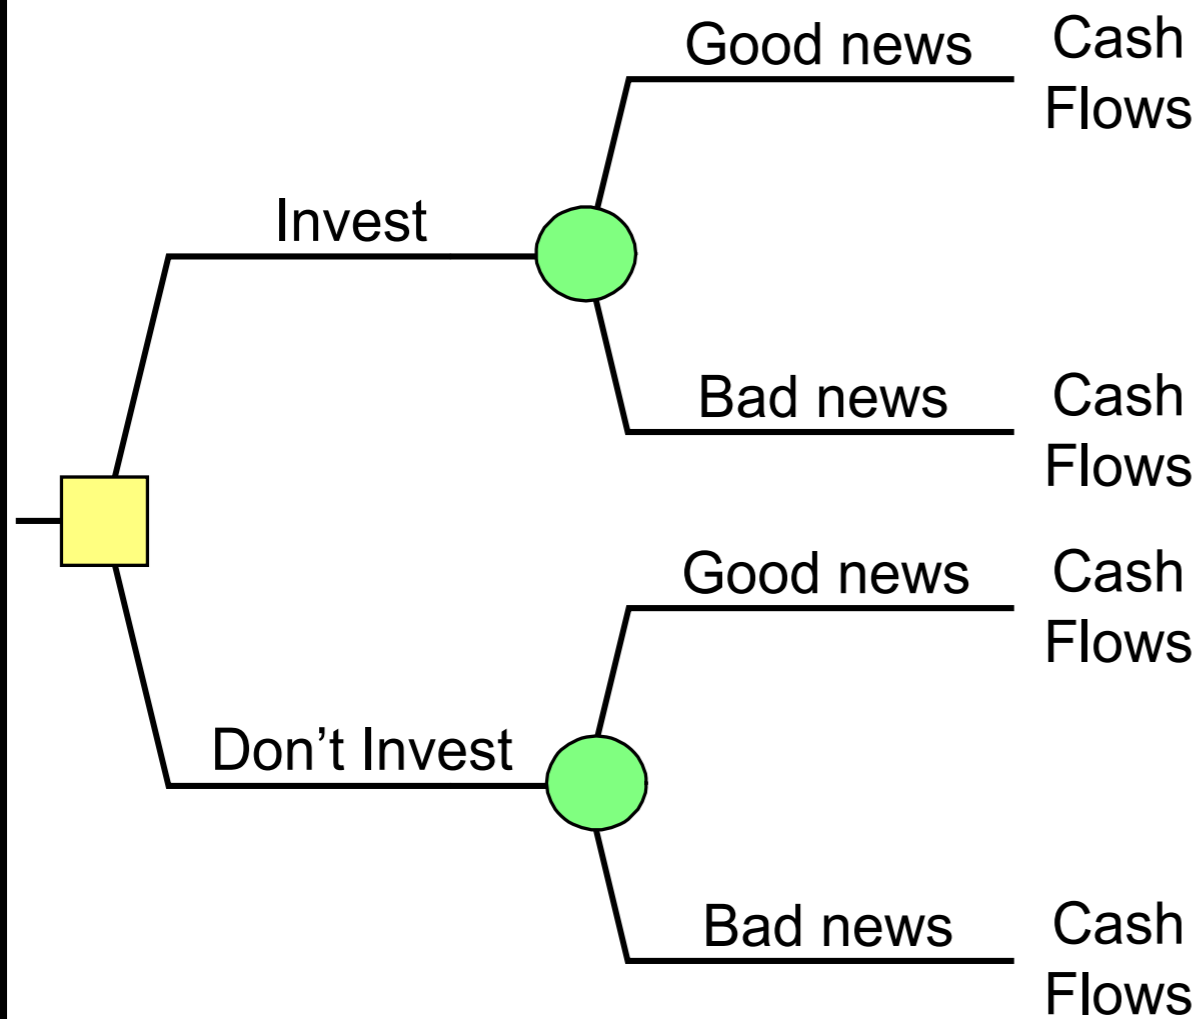 Good news
Cash
Flows
Invest
Bad news
Cash
Flows
Good news
Cash
Flows
Don’t Invest
Bad news
Cash
Flows